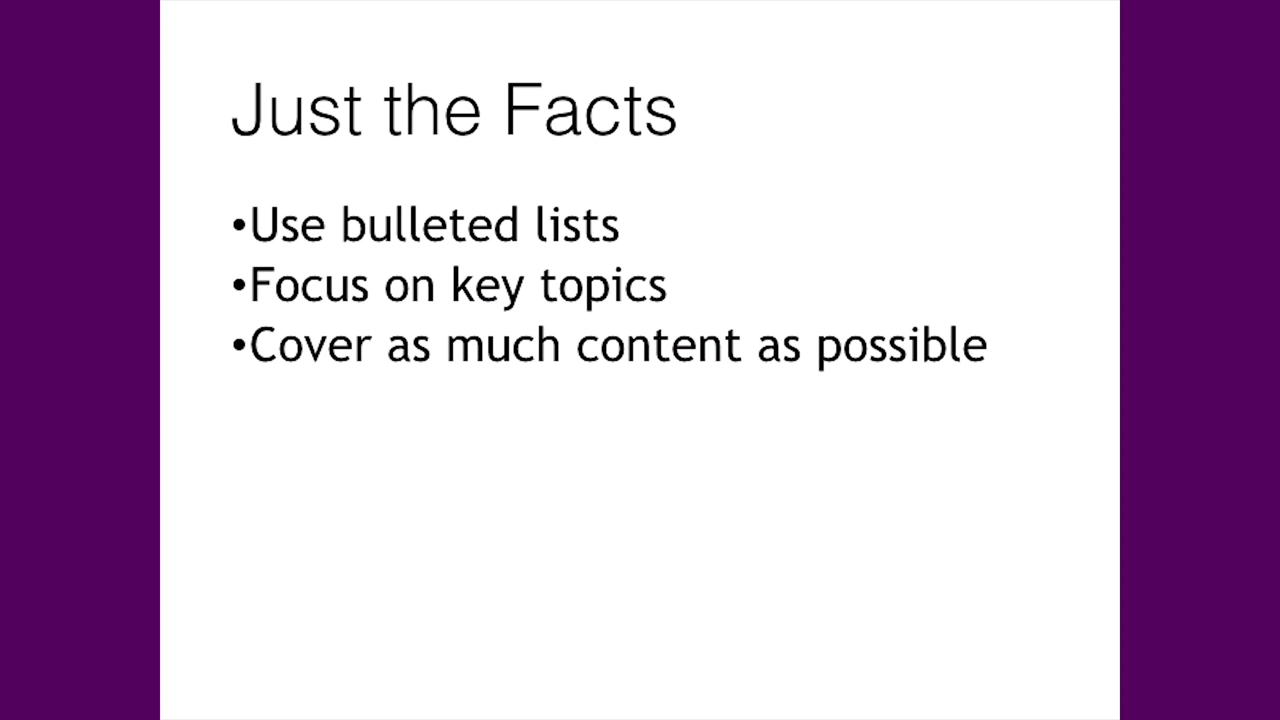 Just the Facts
•Use bulleted lists
•Focus on key topics
•Cover as much content as possible